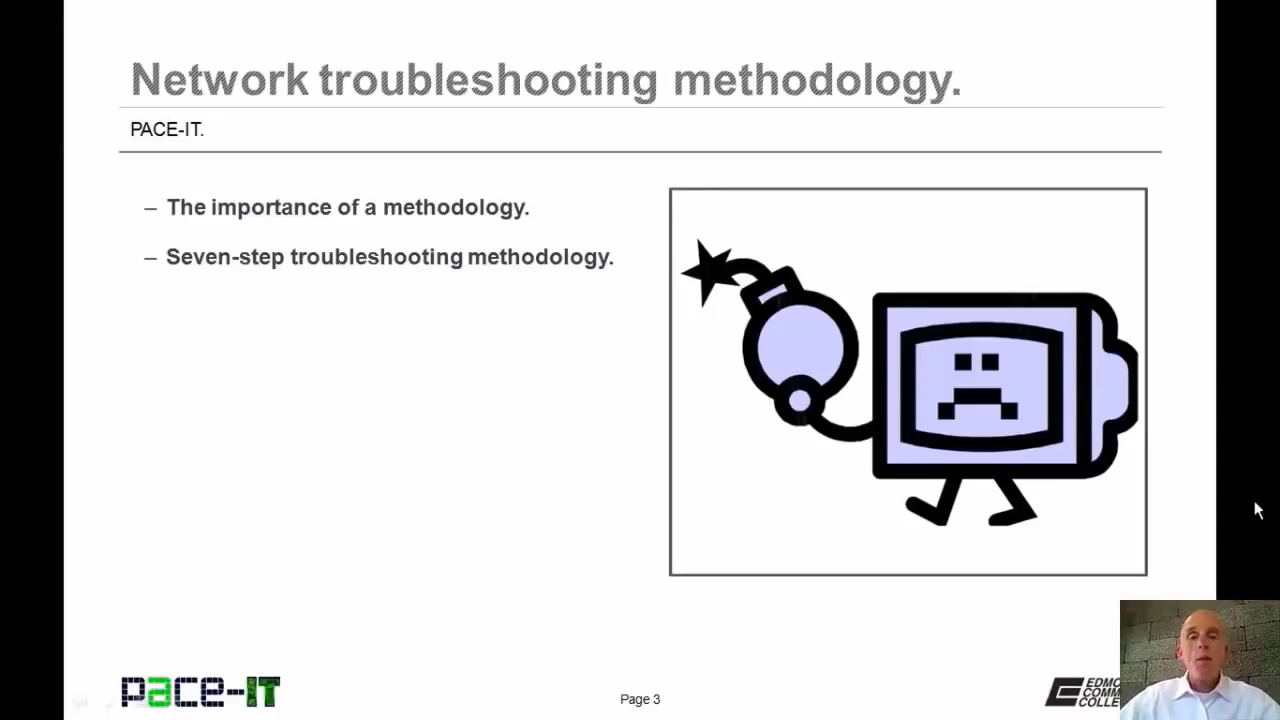 Network troubleshooting methodology.
PACE-IT.
– The importance of a methodology.
– Seven-step troubleshooting methodology.
pace-IT
Page 3